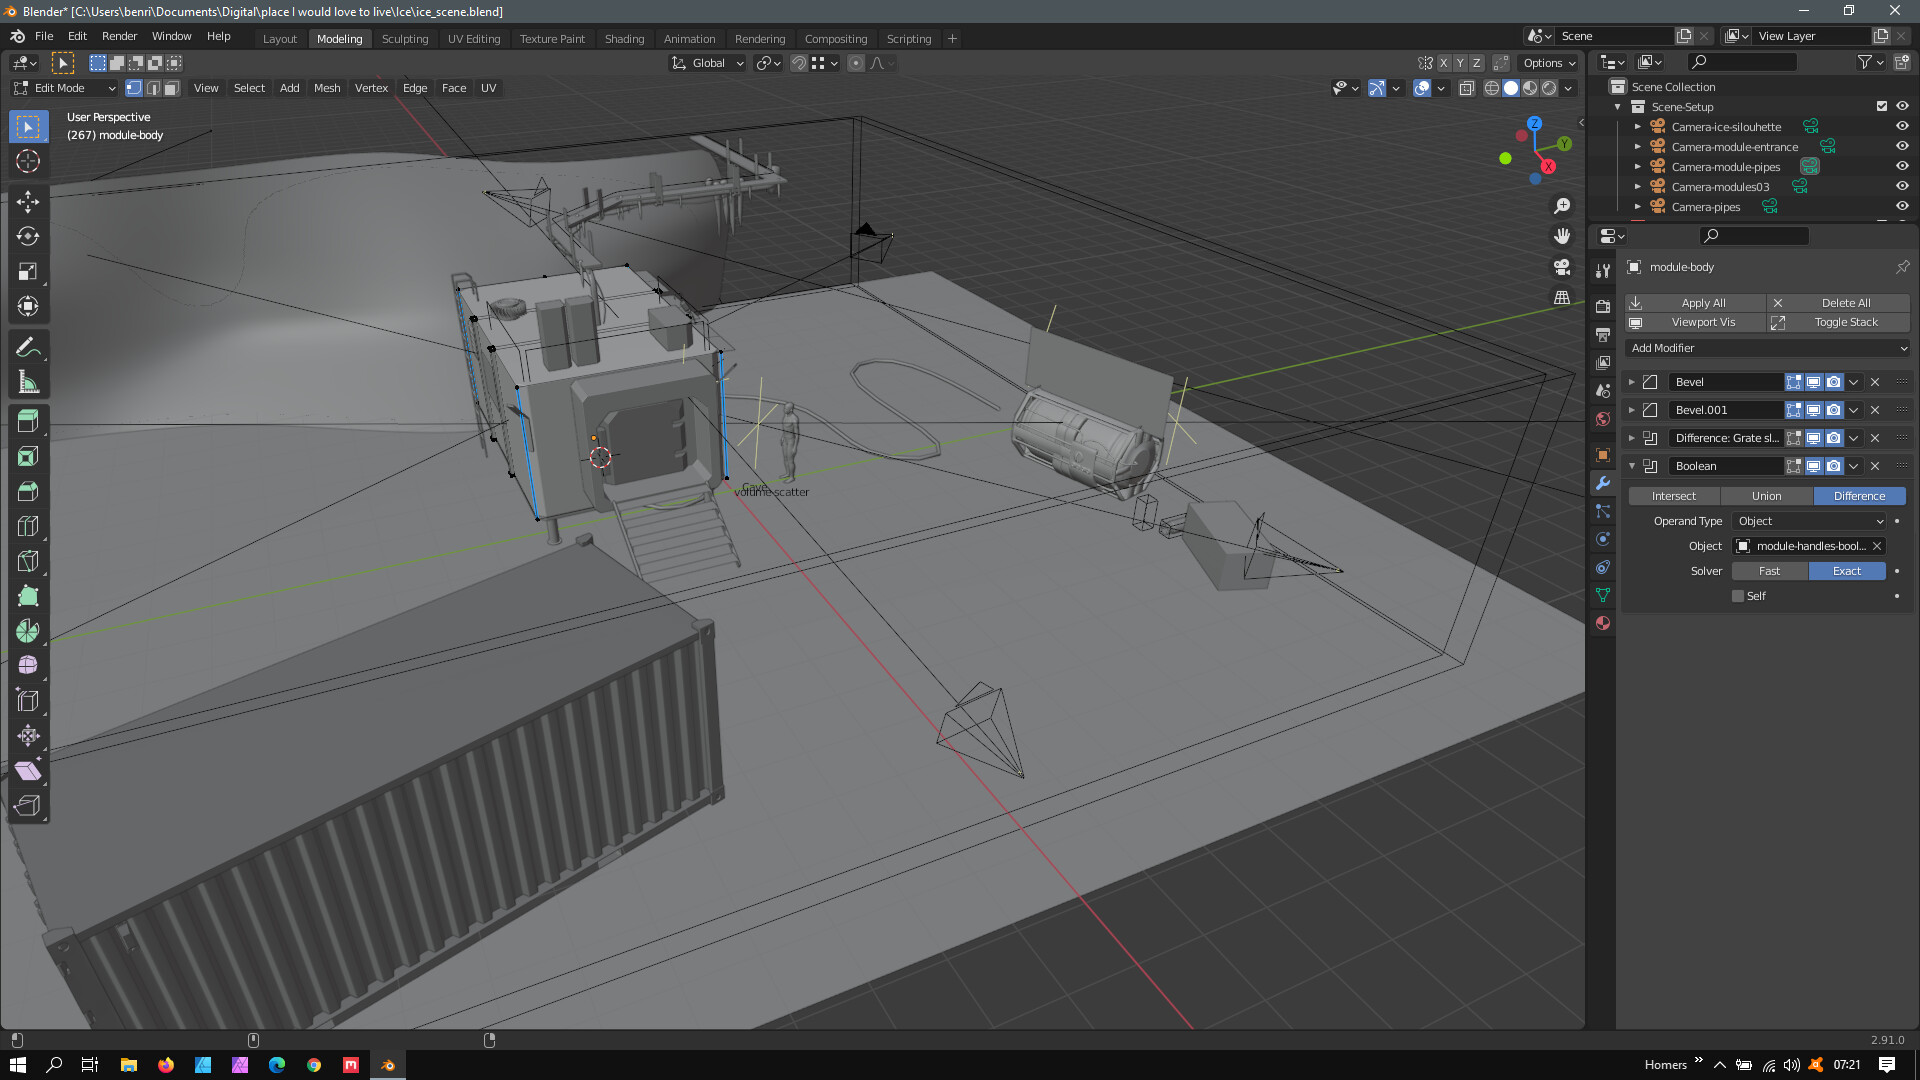 Blender* [C:\Users\benri\Documents\Digital\place I would love to live\Ice\ice_scene.blend]
File Edit Render Window Help
Layout Modeling Sculpting UV Editing Texture Paint Shading Animation Rendering Compositing Scripting
Scene
View Layer
Global
X Y Z
Options
Edit Mode
View Select Add Mesh Vertex Edge Face UV
User Perspective
(267) module-body
Z
Y
X
Cave
volume scatter
Scene Collection
Scene-Setup
Camera-ice-silouhette
Camera-module-entrance
Camera-module-pipes
Camera-modules03
Camera-pipes
module-body
Apply All Delete All
Viewport Vis Toggle Stack
Add Modifier
Bevel
Bevel.001
Difference: Grate sl...
Boolean
Intersect Union Difference
Operand Type Object
Object module-handles-bool...
Solver Fast Exact
Self
2.91.0
Homers 07:21